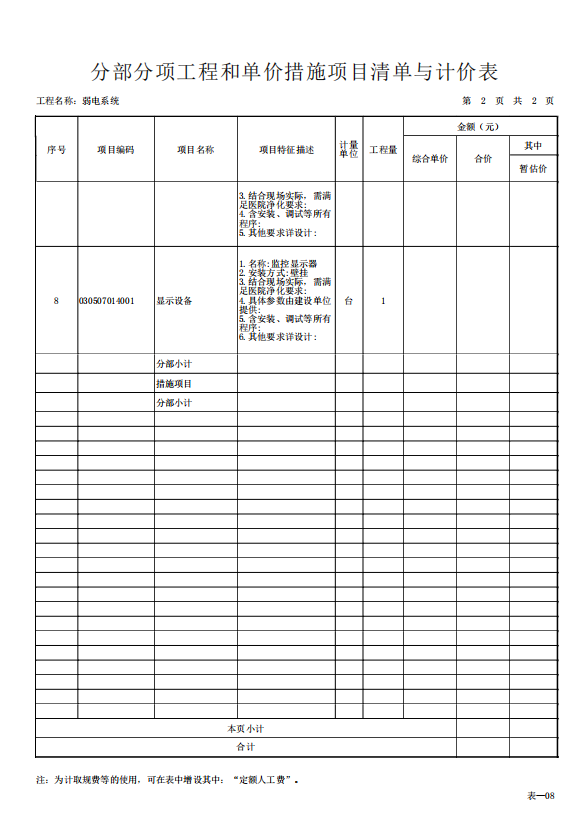 分部分项工程和单价措施项目清单与计价表
工程名称：弱电系统 第 2 页 共 2 页
序号 项目编码 项目名称 项目特征描述 计量单位 工程量 金额（元）
综合单价 合价 其中
暂估价
3.结合现场实际，需满
足医院净化要求:
4.含安装、调试等所有
程序:
5.其他要求详设计:
8 030507014001 显示设备 台 1
1.名称:监控显示器
2.安装方式:壁挂
3.结合现场实际，需满
足医院净化要求:
4.具体参数由建设单位
提供:
5.含安装、调试等所有
程序:
6.其他要求详设计:
分部小计
措施项目
分部小计
本页小计
合计
注：为计取规费等的使用，可在表中增设其中：“定额人工费”。
表—08